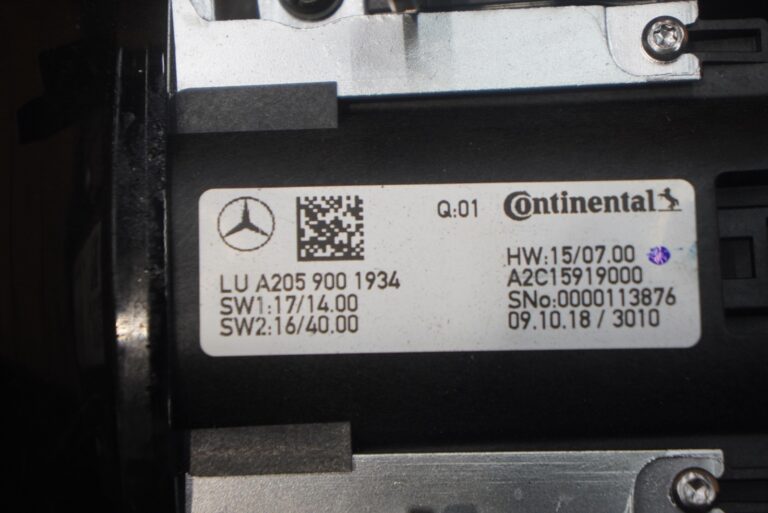 Q:01 Continental
LU A205 900 1934
SW1:17/14.00
SW2:16/40.00
HW:15/07.00
A2C15919000
SNo:0000113876
09.10.18 / 3010